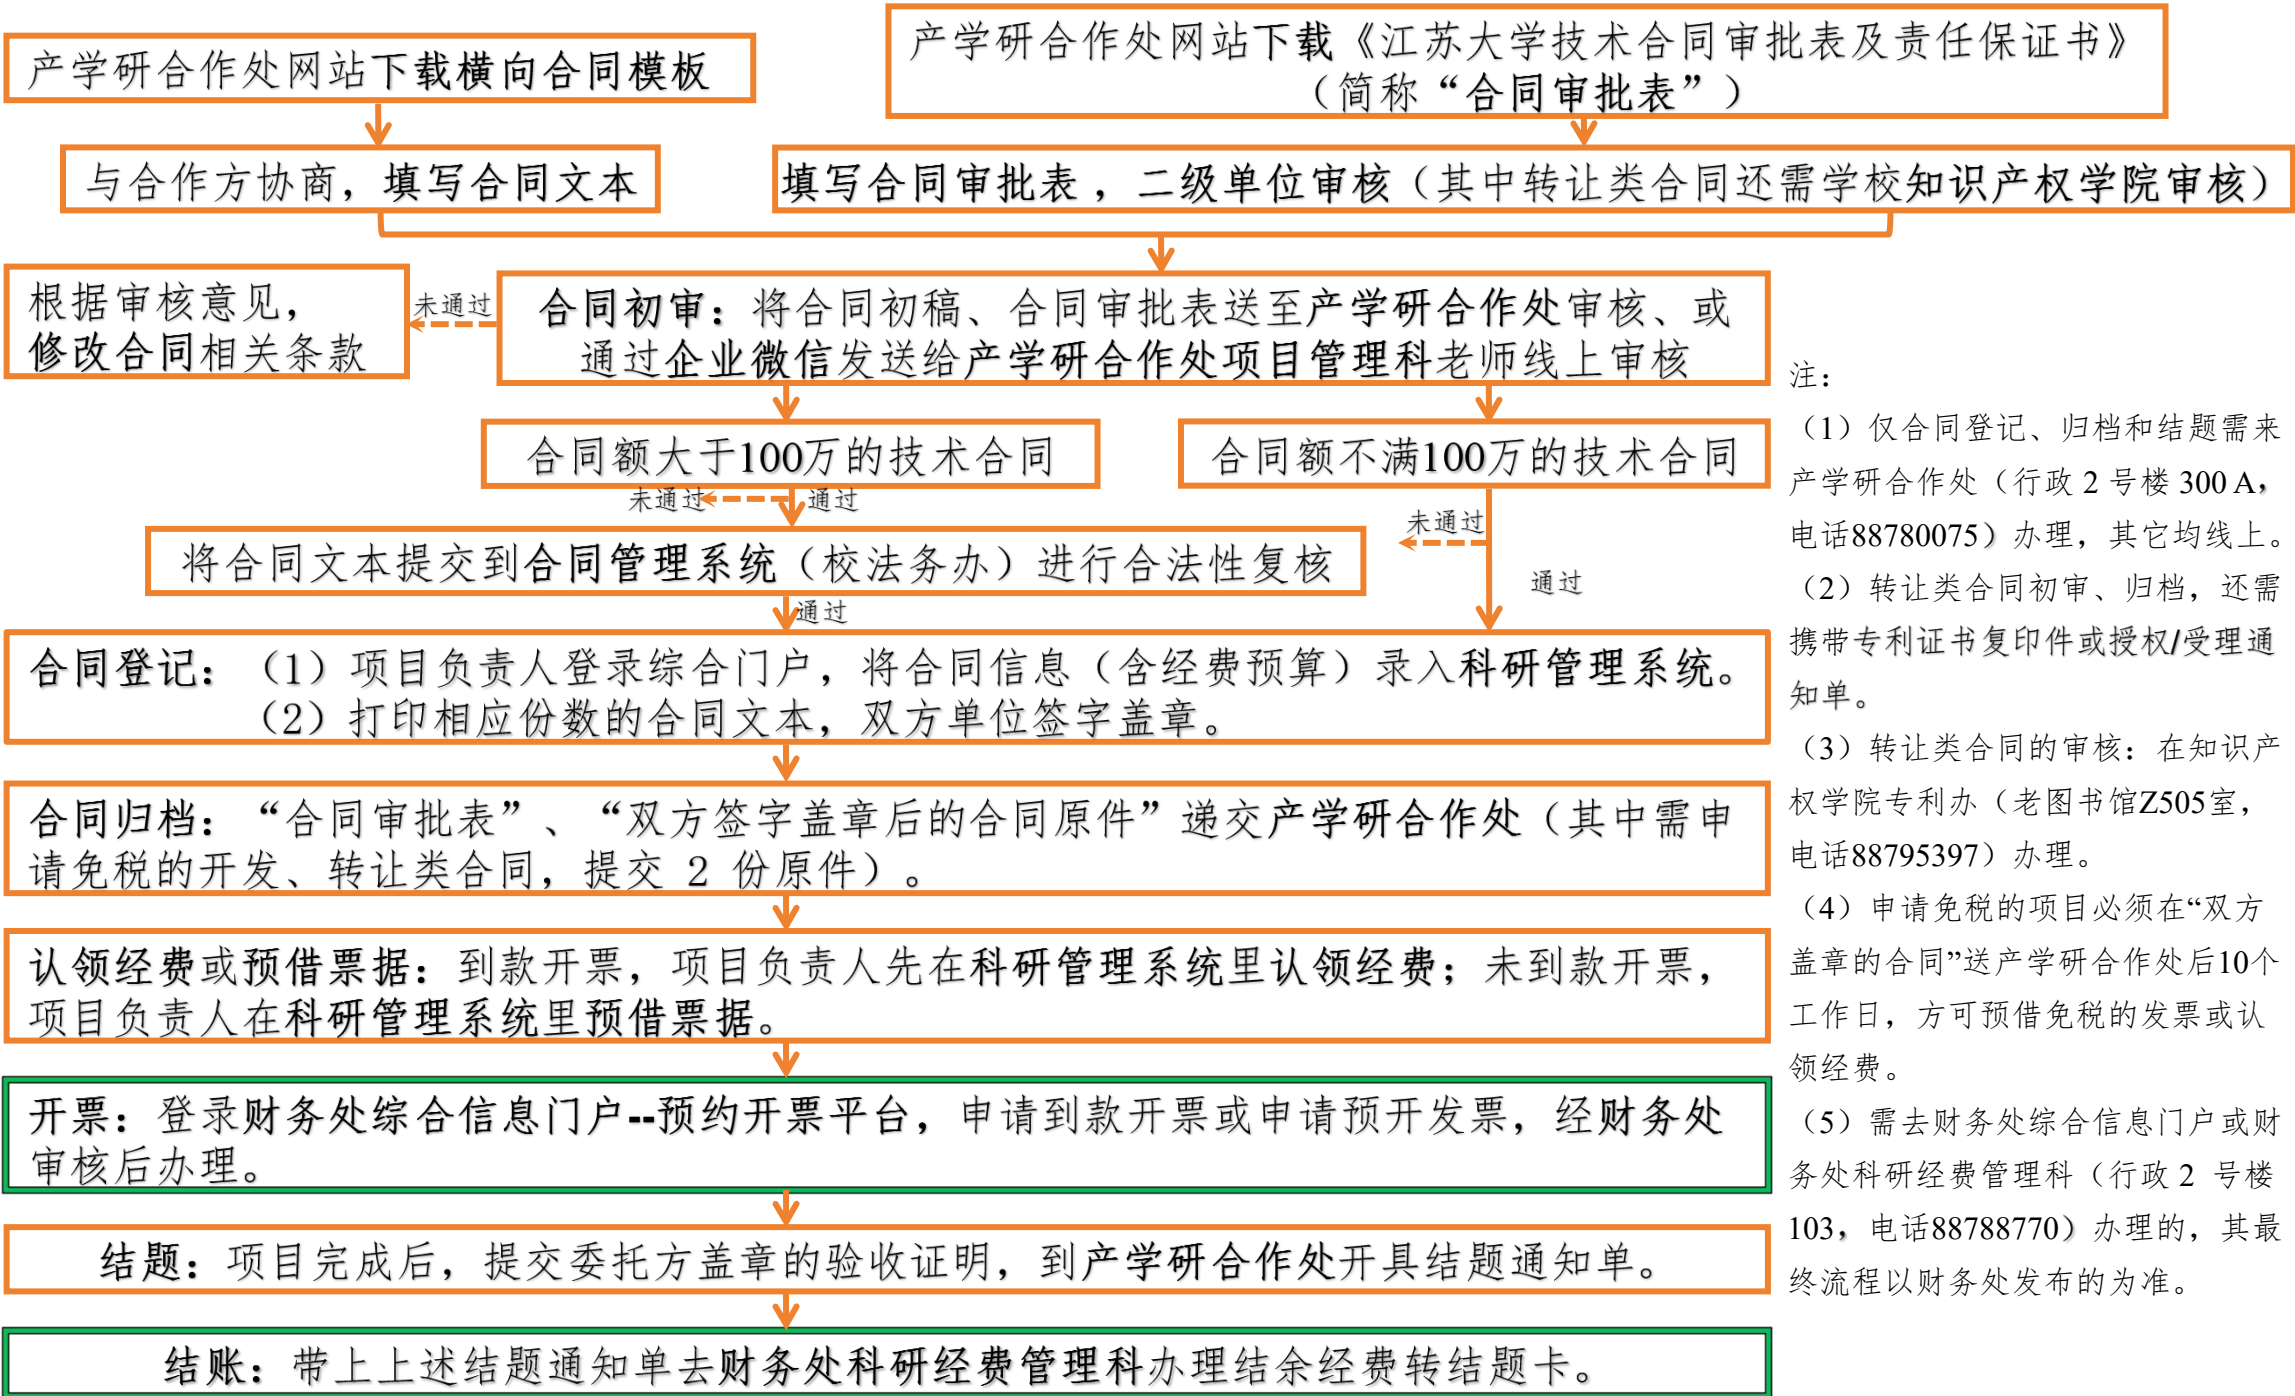 产学研合作处网站下载横向合同模板
产学研合作处网站下载《江苏大学技术合同审批表及责任保证书》
（简称“合同审批表”）
与合作方协商，填写合同文本
填写合同审批表，二级单位审核（其中转让类合同还需学校知识产权学院审核）
根据审核意见，
修改合同相关条款
未通过
合同初审：将合同初稿、合同审批表送至产学研合作处审核、或
通过企业微信发送给产学研合作处项目管理科老师线上审核
合同额大于100万的技术合同
合同额不满100万的技术合同
未通过
通过
未通过
将合同文本提交到合同管理系统（校法务办）进行合法性复核
通过
通过
合同登记：（1）项目负责人登录综合门户，将合同信息（含经费预算）录入科研管理系统。
（2）打印相应份数的合同文本，双方单位签字盖章。
合同归档：“合同审批表”、“双方签字盖章后的合同原件”递交产学研合作处（其中需申
请免税的开发、转让类合同，提交 2 份原件）。
认领经费或预借票据：到款开票，项目负责人先在科研管理系统里认领经费；未到款开票，
项目负责人在科研管理系统里预借票据。
开票：登录财务处综合信息门户--预约开票平台，申请到款开票或申请预开发票，经财务处
审核后办理。
结题：项目完成后，提交委托方盖章的验收证明，到产学研合作处开具结题通知单。
结账：带上上述结题通知单去财务处科研经费管理科办理结余经费转结题卡。
注：
（1）仅合同登记、归档和结题需来
产学研合作处（行政 2 号楼 300 A，
电话88780075）办理，其它均线上。
（2）转让类合同初审、归档，还需
携带专利证书复印件或授权/受理通
知单。
（3）转让类合同的审核：在知识产
权学院专利办（老图书馆Z505室，
电话88795397）办理。
（4）申请免税的项目必须在“双方
盖章的合同”送产学研合作处后10个
工作日，方可预借免税的发票或认
领经费。
（5）需去财务处综合信息门户或财
务处科研经费管理科（行政 2 号楼
103，电话88788770）办理的，其最
终流程以财务处发布的为准。